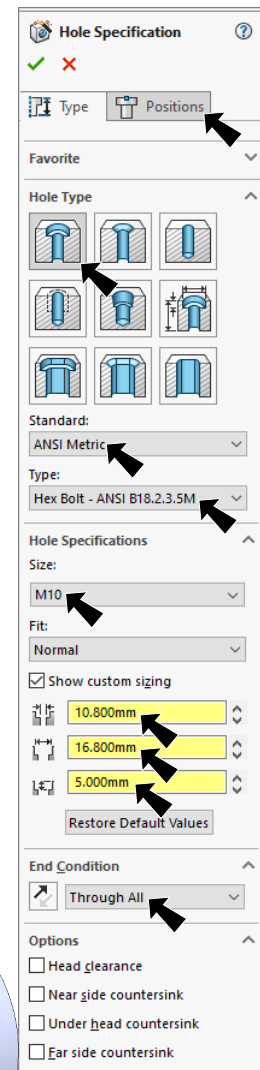 Hole Specification
Type
Positions
Favorite
Hole Type
Standard:
ANSI Metric
Type:
Hex Bolt - ANSI B18.2.3.5M
Hole Specifications
Size:
M10
Fit:
Normal
Show custom sizing
10.800mm
16.800mm
5.000mm
Restore Default Values
End Condition
Through All
Options
Head clearance
Near side countersink
Under head countersink
Far side countersink